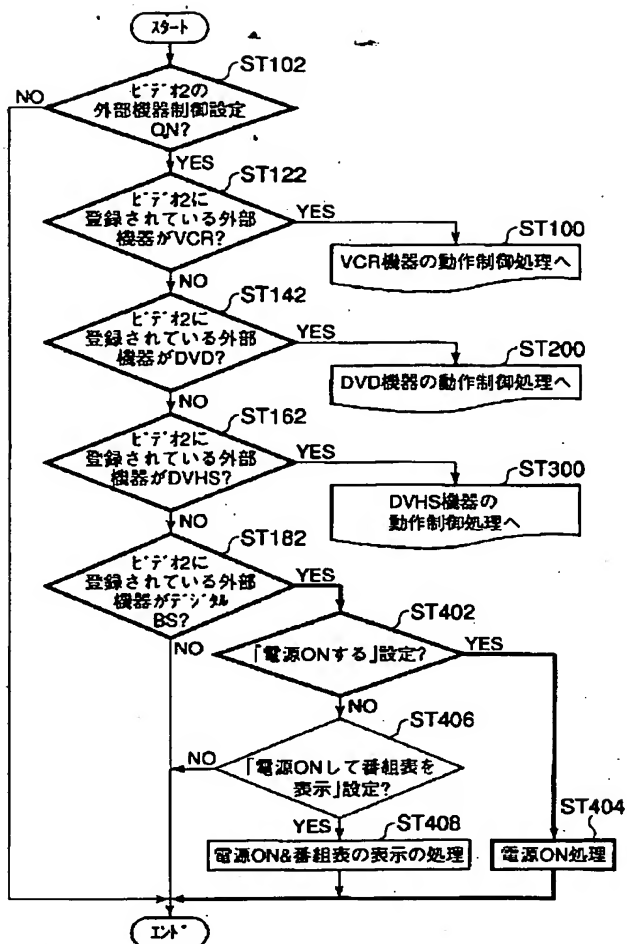 スタート
ST102
ビデオ2の
外部機器制御設定
ON?
NO
YES
ST122
ビデオ2に
登録されている外部
機器がVCR?
YES
ST100
VCR機器の動作制御処理へ
NO
ST142
ビデオ2に
登録されている外部
機器がDVD?
YES
ST200
DVD機器の動作制御処理へ
NO
ST162
ビデオ2に
登録されている外部
機器がDVHS?
YES
ST300
DVHS機器の
動作制御処理へ
NO
ST182
ビデオ2に
登録されている外部
機器がデジタル
BS?
YES
NO
ST402
「電源ONする」設定?
YES
NO
ST406
「電源ONして番組表を
表示」設定?
NO
YES
ST408
電源ON&番組表の表示の処理
ST404
電源ON処理
エンド